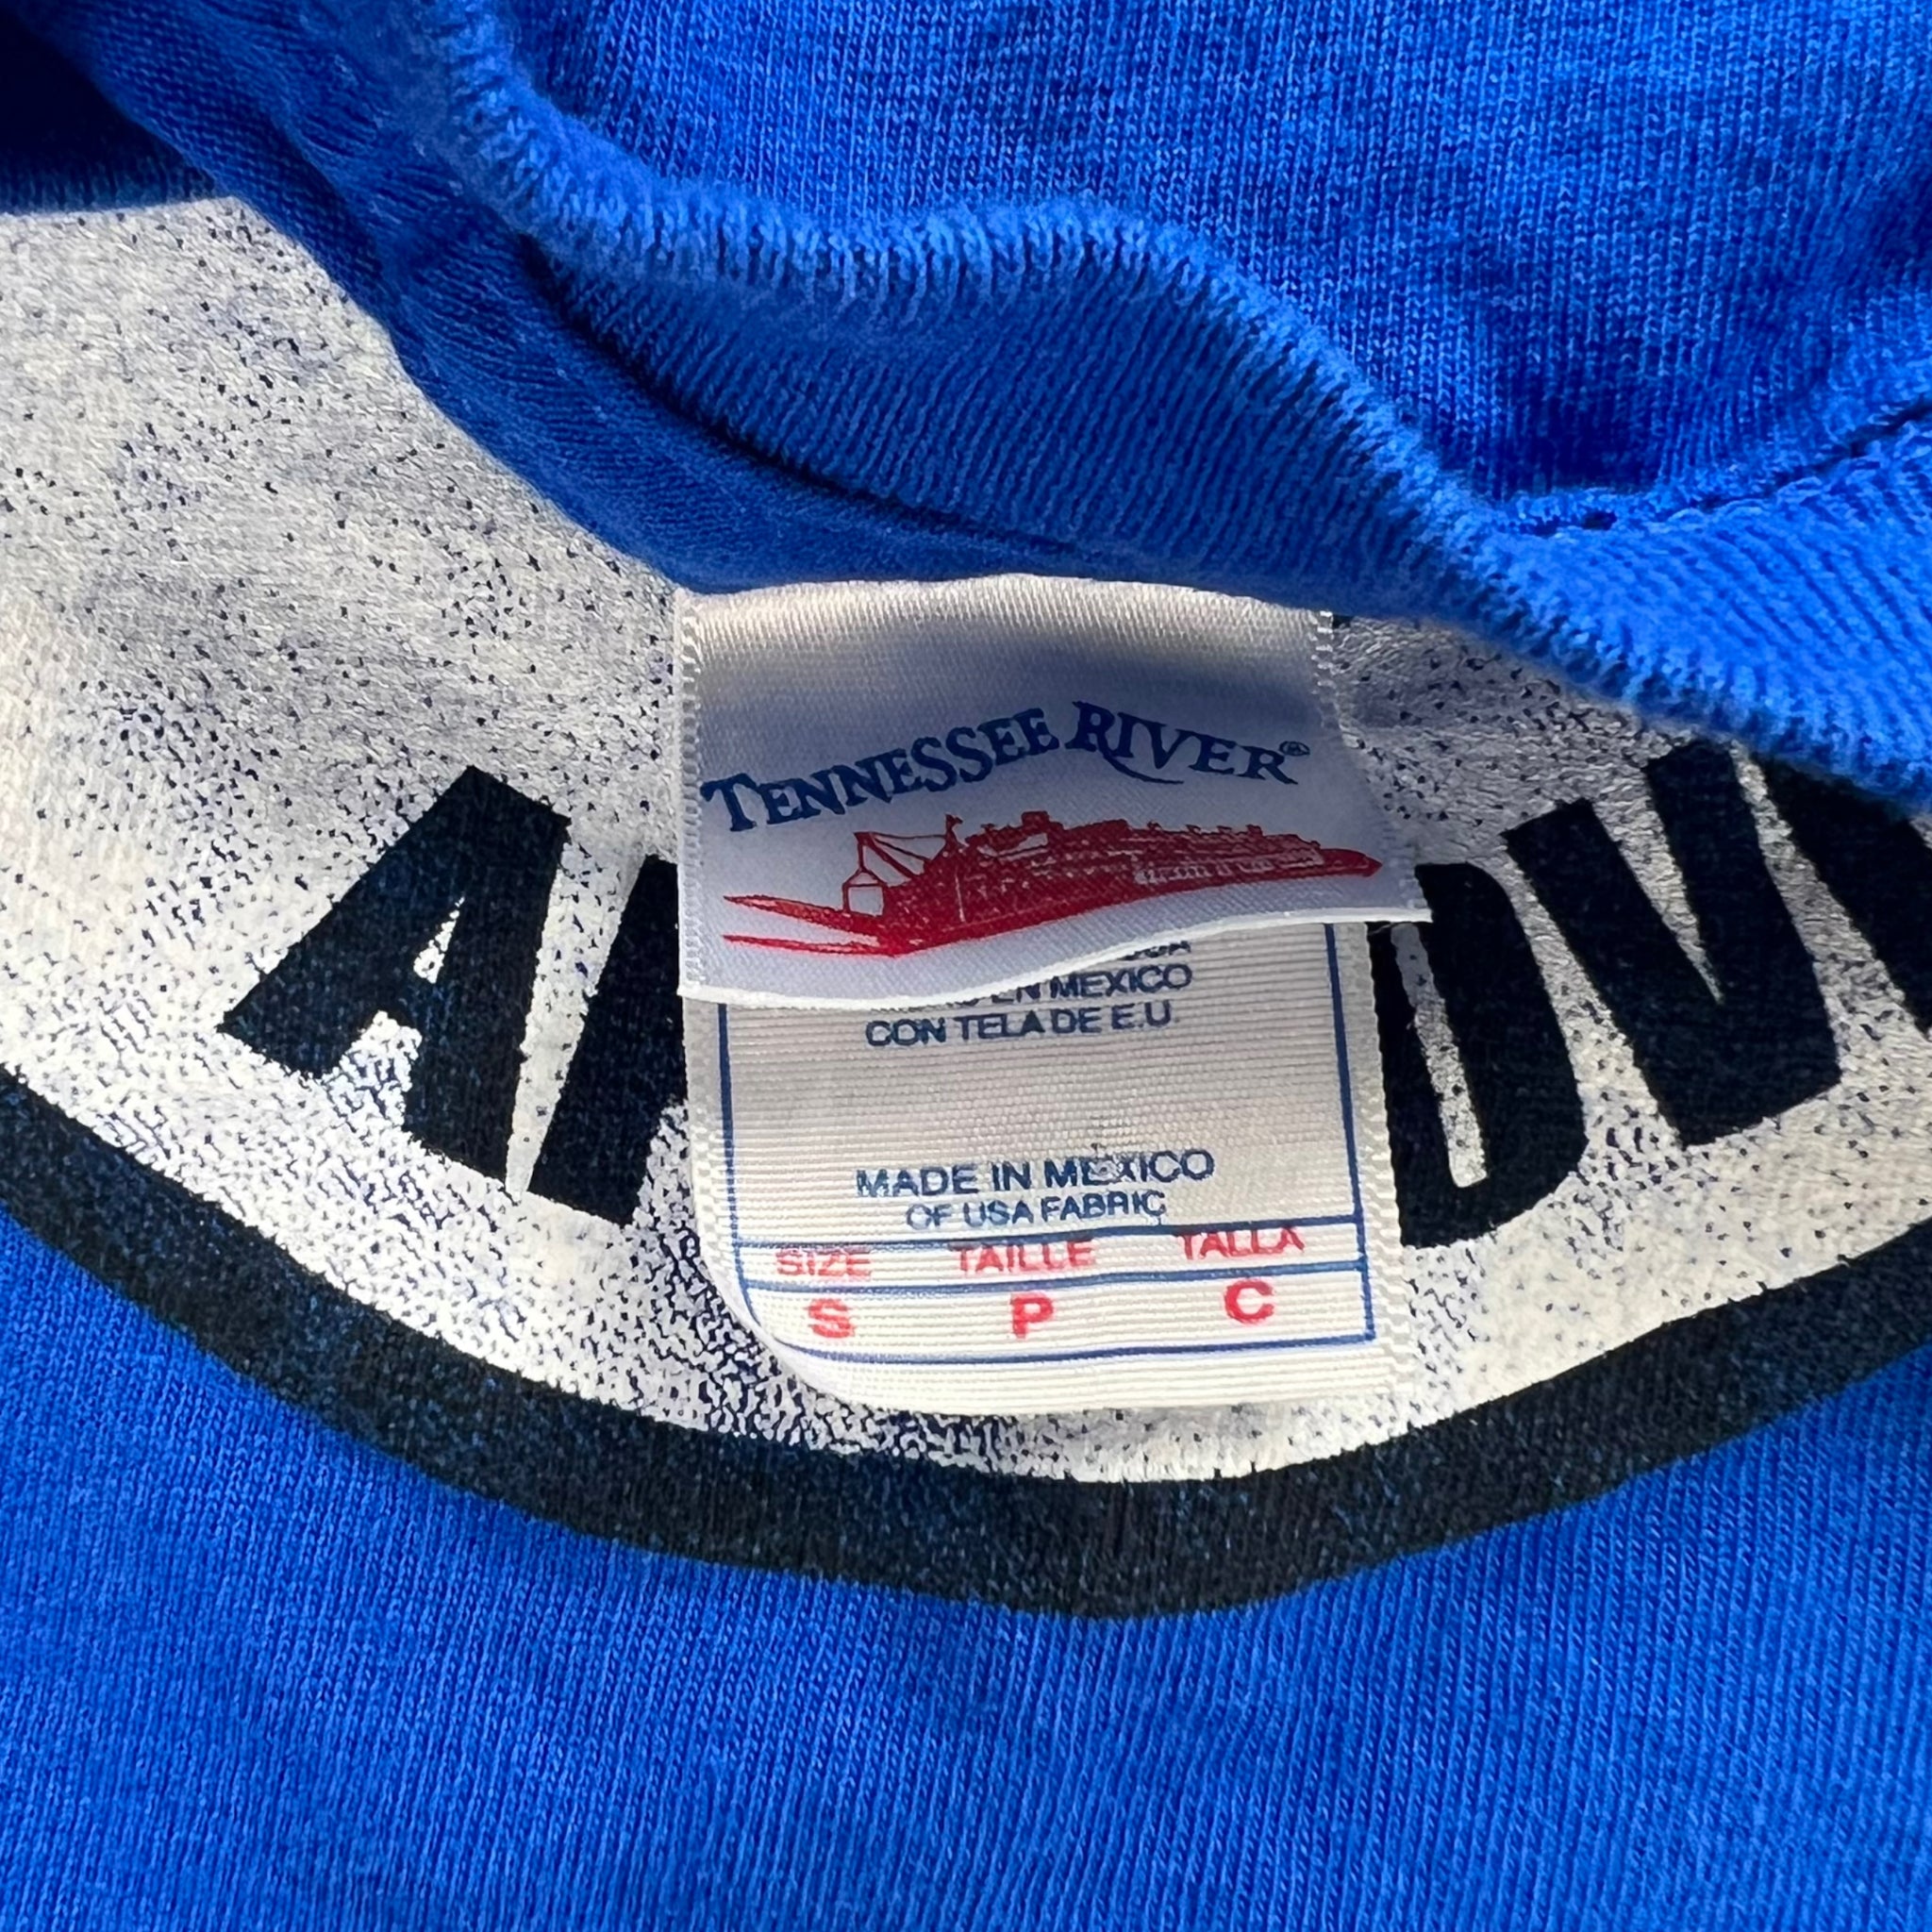 TENNESSEE RIVER®
EN MEXICO
CON TELA DE E.U.
MADE IN MEXICO
OF USA FABRIC
SIZE TAILLE TALLA
S P C